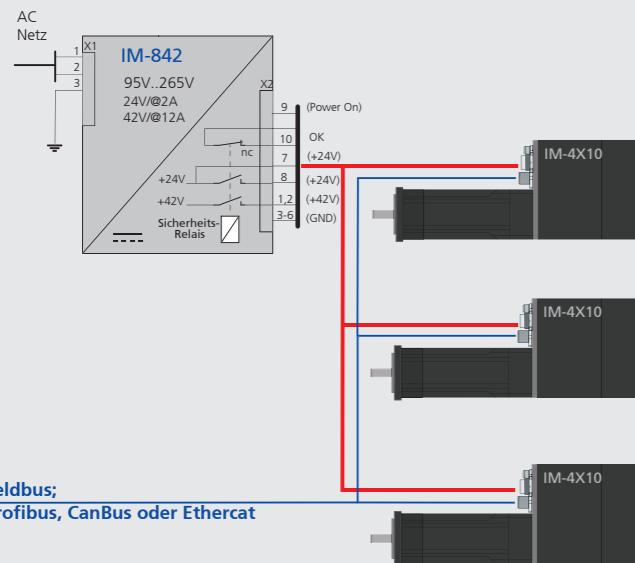 AC
Netz
X1
1
2
3
IM-842
95V..265V
24V/@2A
42V/@12A
X2
9 (Power On)
10 OK
nc
7 (+24V)
+24V 8 (+24V)
+42V 1,2 (+42V)
3-6 (GND)
Sicherheits-
Relais
IM-4X10
IM-4X10
IM-4X10
eldbus;
rofibus, CanBus oder Ethercat